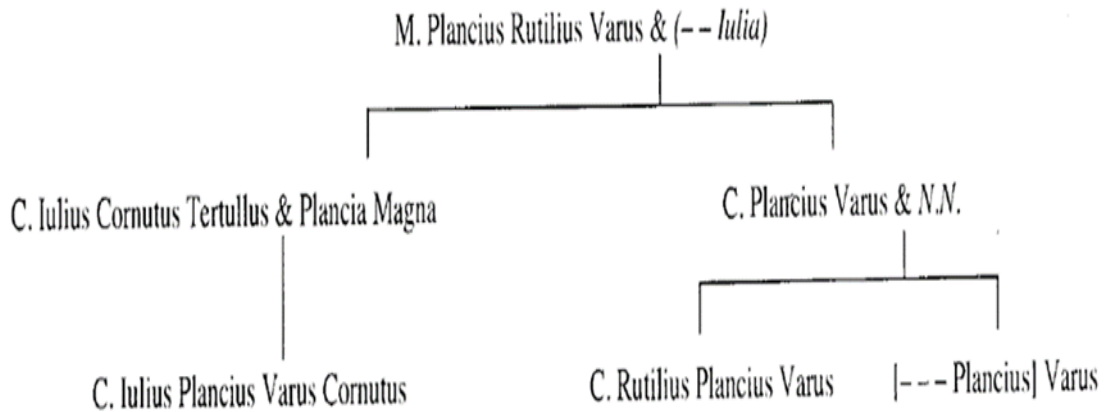 M. Plancius Rutilius Varus & (– – Iulia)
C. Iulius Cornutus Tertullus & Plancia Magna
C. Plancius Varus & N.N.
C. Iulius Plancius Varus Cornutus
C. Rutilius Plancius Varus
[– – – Plancius] Varus